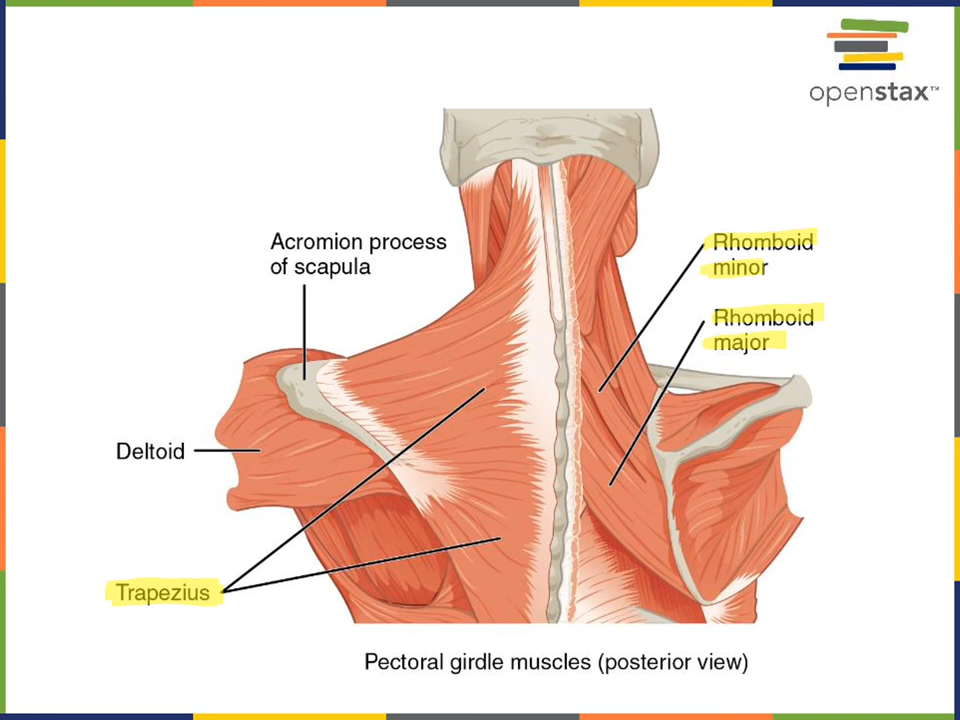 openstax™
Acromion process
of scapula
Rhomboid
minor
Rhomboid
major
Deltoid
Trapezius
Pectoral girdle muscles (posterior view)